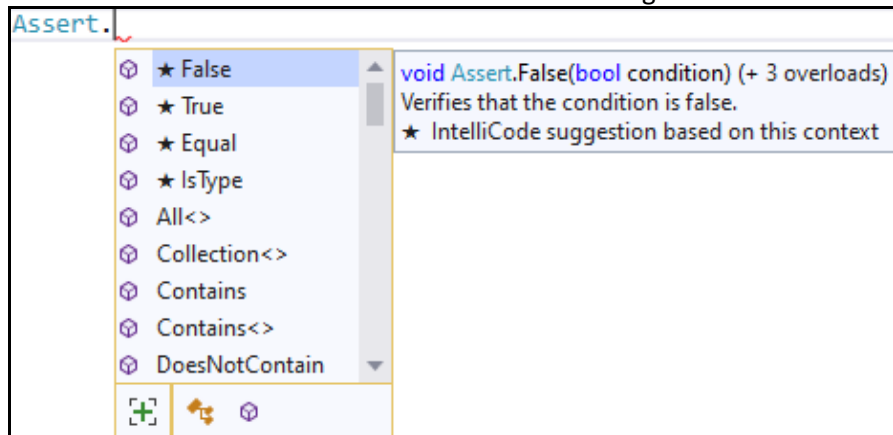 Assert.
★ False
★ True
★ Equal
★ IsType
All<>
Collection<>
Contains
Contains<>
DoesNotContain
void Assert.False(bool condition) (+ 3 overloads)
Verifies that the condition is false.
★ IntelliCode suggestion based on this context